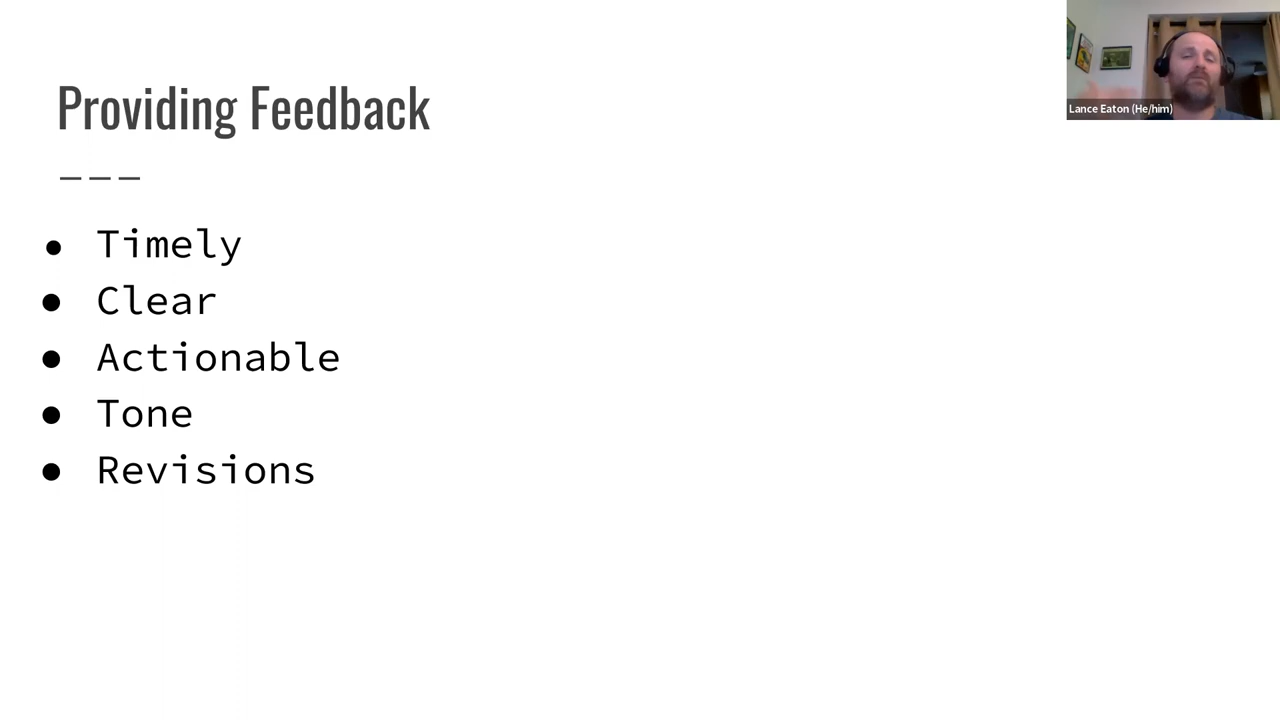 Providing Feedback
Lance Eaton (He/him)
● Timely
● Clear
● Actionable
● Tone
● Revisions